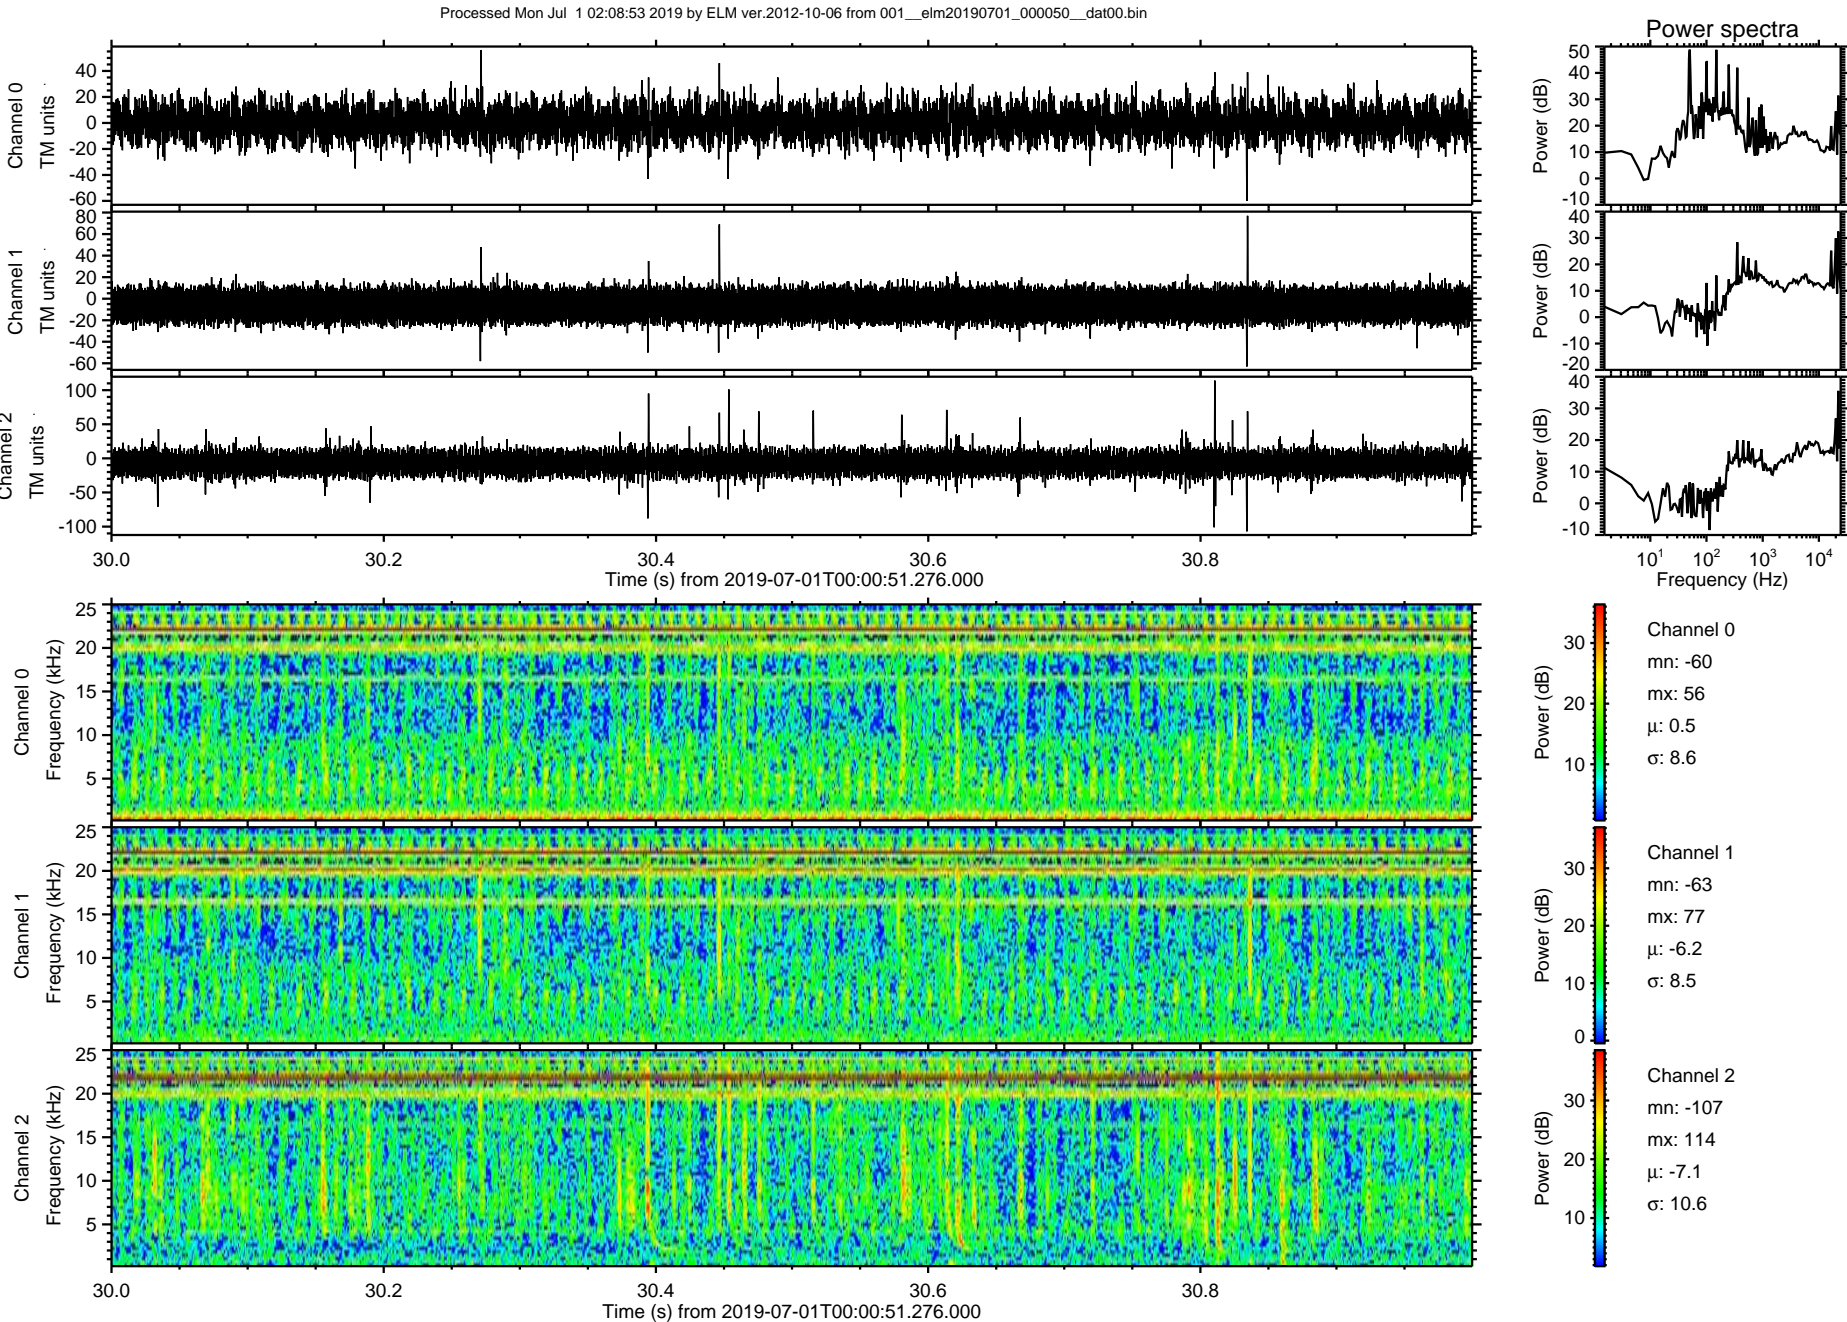 Processed Mon Jul  1 02:08:53 2019 by ELM ver.2012-10-06 from 001__elm20190701_000050__dat00.bin
Power spectra
Channel 0
TM units
40
20
0
-20
-40
-60
Power (dB)
50
40
30
20
10
0
-10
Channel 1
TM units
80
60
40
20
0
-20
-40
-60
Power (dB)
40
30
20
10
0
-10
-20
Channel 2
TM units
100
50
0
-50
-100
Power (dB)
40
30
20
10
0
-10
30.0 30.2 30.4 30.6 30.8
Time (s) from 2019-07-01T00:00:51.276.000
10^1 10^2 10^3 10^4
Frequency (Hz)
Channel 0
Frequency (kHz)
25
20
15
10
5
Power (dB)
30
20
10
Channel 0
mn: -60
mx: 56
μ: 0.5
σ: 8.6
Channel 1
Frequency (kHz)
25
20
15
10
5
Power (dB)
30
20
10
0
Channel 1
mn: -63
mx: 77
μ: -6.2
σ: 8.5
Channel 2
Frequency (kHz)
25
20
15
10
5
Power (dB)
30
20
10
Channel 2
mn: -107
mx: 114
μ: -7.1
σ: 10.6
30.0 30.2 30.4 30.6 30.8
Time (s) from 2019-07-01T00:00:51.276.000